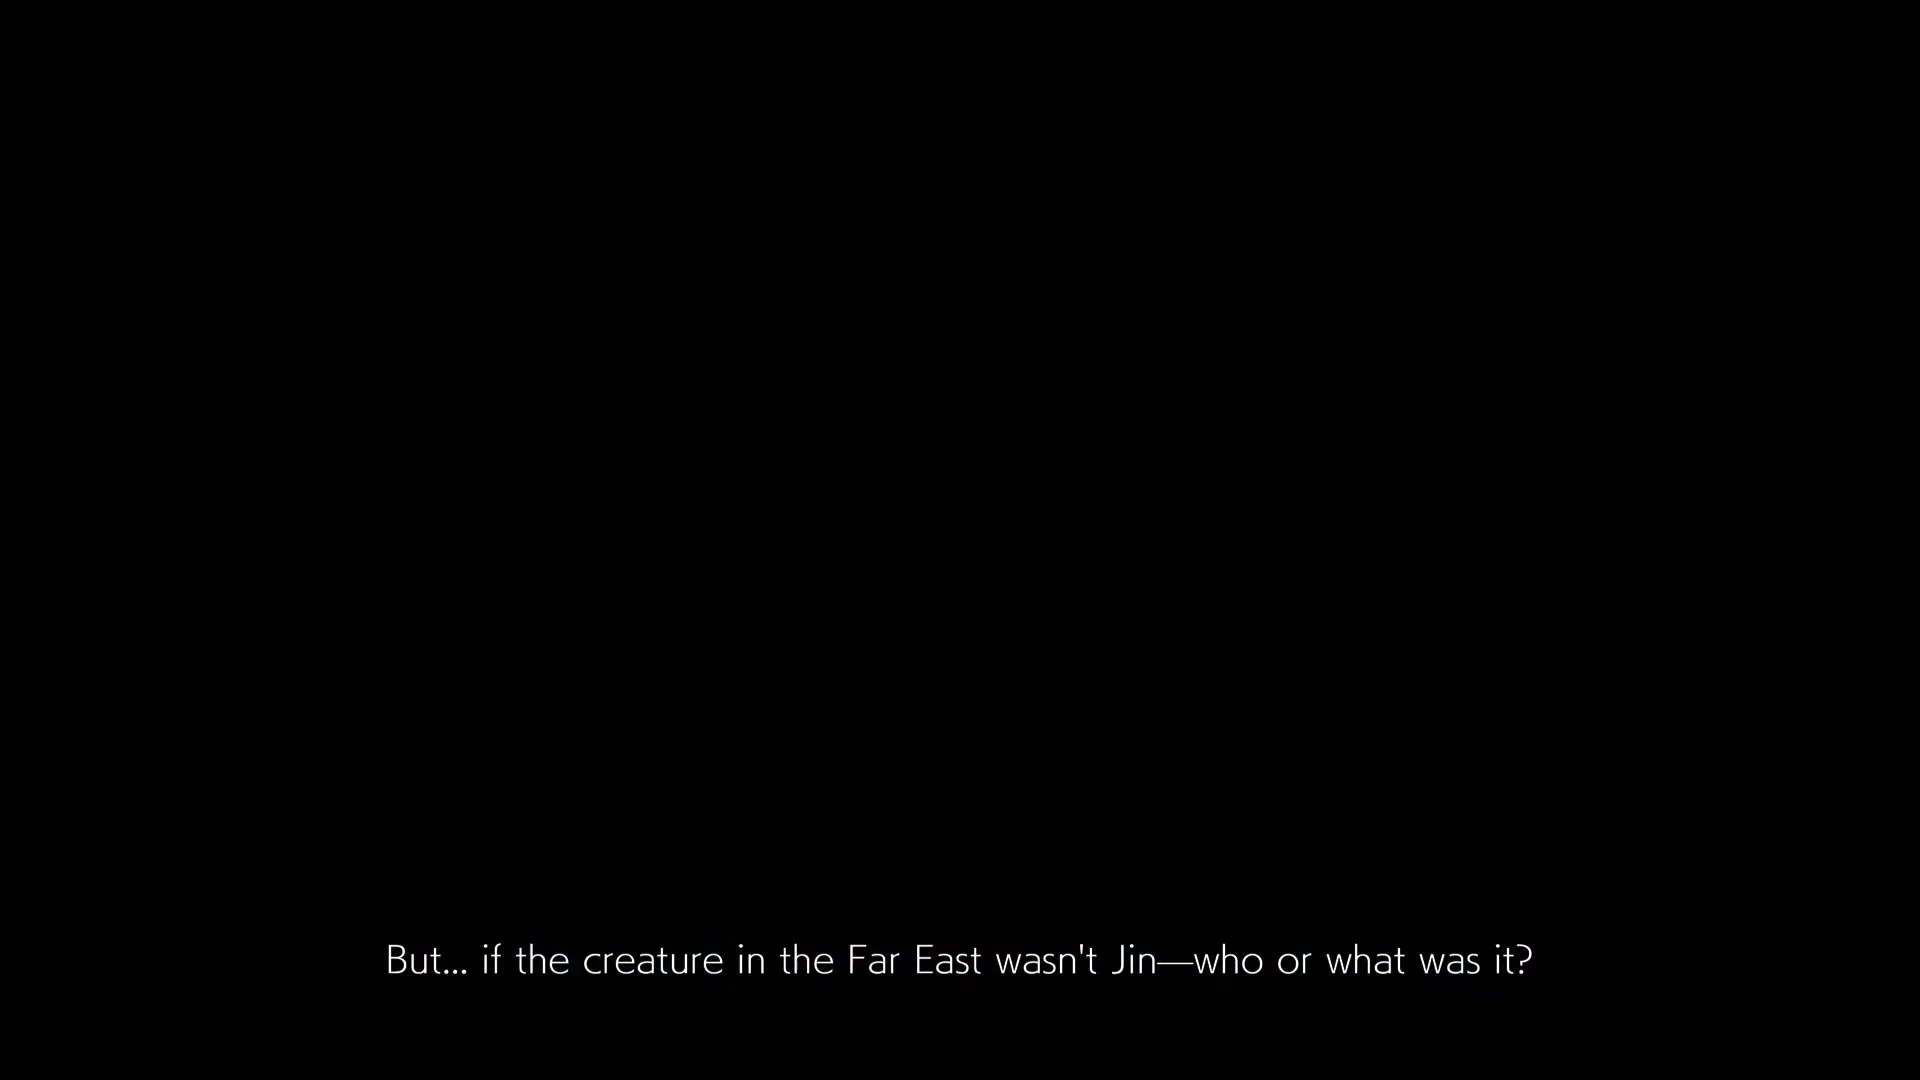 But... if the creature in the Far East wasn't Jin—who or what was it?